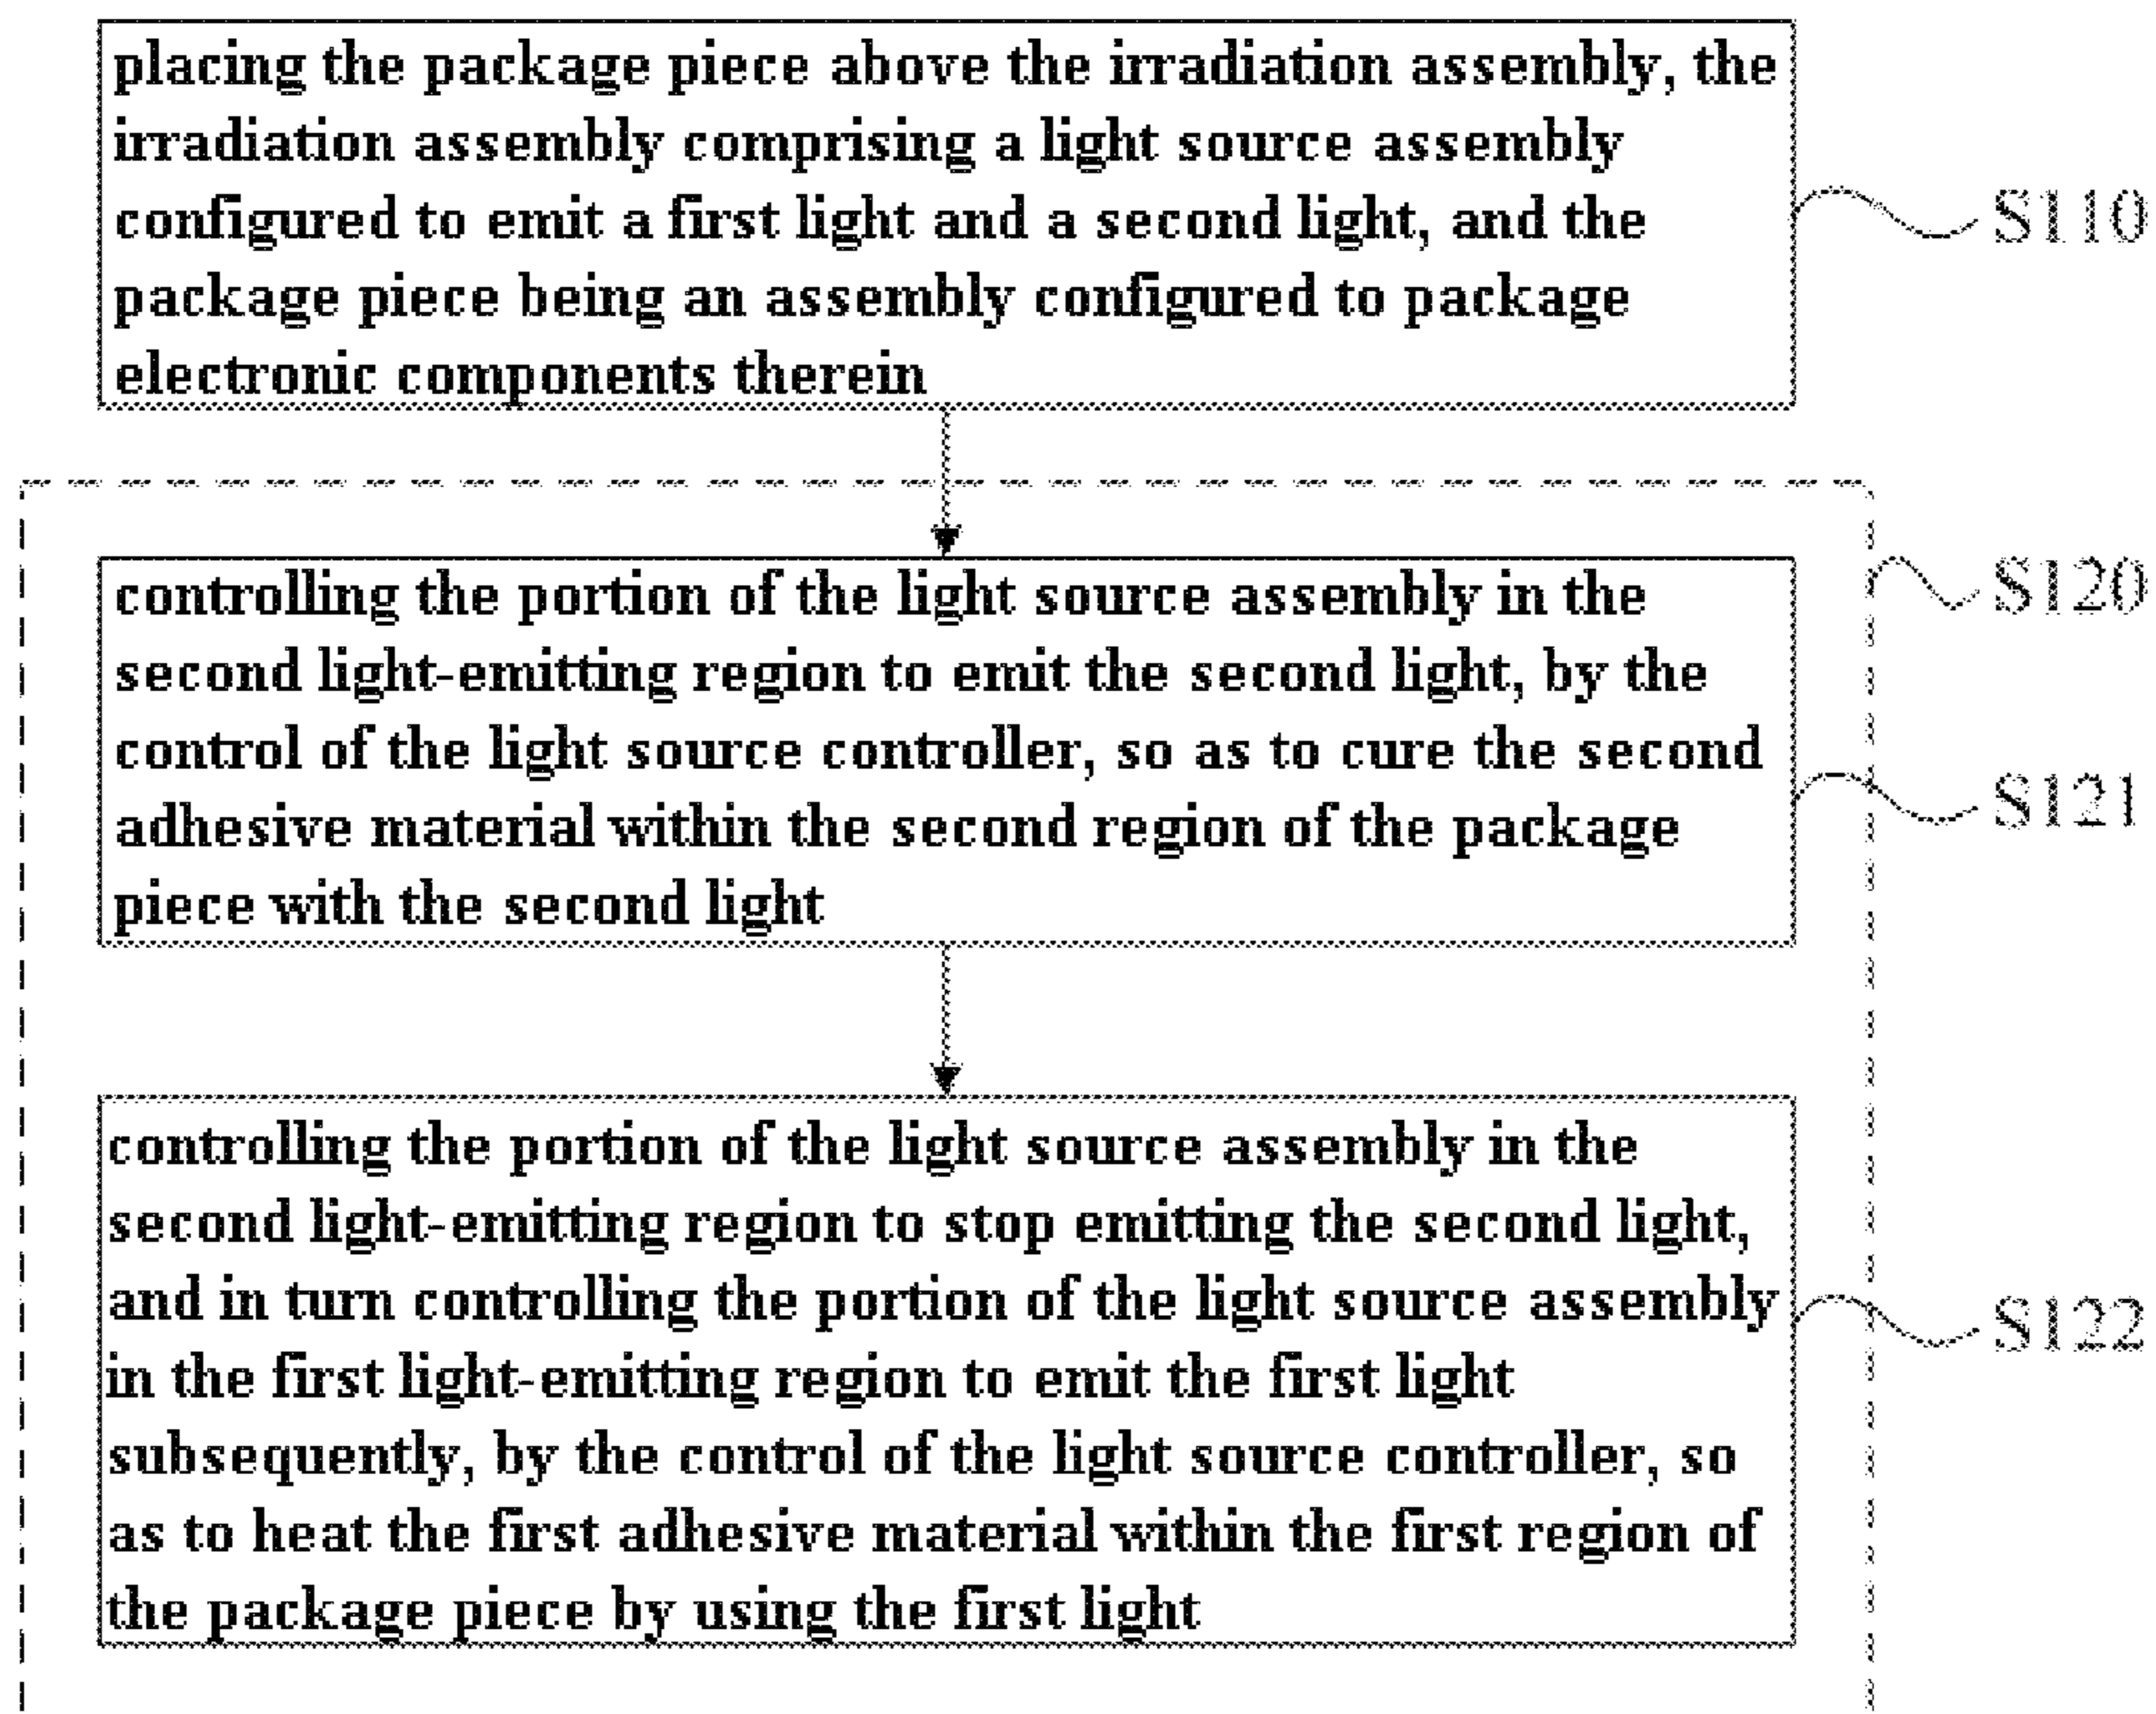 placing the package piece above the irradiation assembly, the
irradiation assembly comprising a light source assembly
configured to emit a first light and a second light, and the
package piece being an assembly configured to package
electronic components therein
S110
S120
controlling the portion of the light source assembly in the
second light-emitting region to emit the second light, by the
control of the light source controller, so as to cure the second
adhesive material within the second region of the package
piece with the second light
S121
controlling the portion of the light source assembly in the
second light-emitting region to stop emitting the second light,
and in turn controlling the portion of the light source assembly
in the first light-emitting region to emit the first light
subsequently, by the control of the light source controller, so
as to heat the first adhesive material within the first region of
the package piece by using the first light
S122